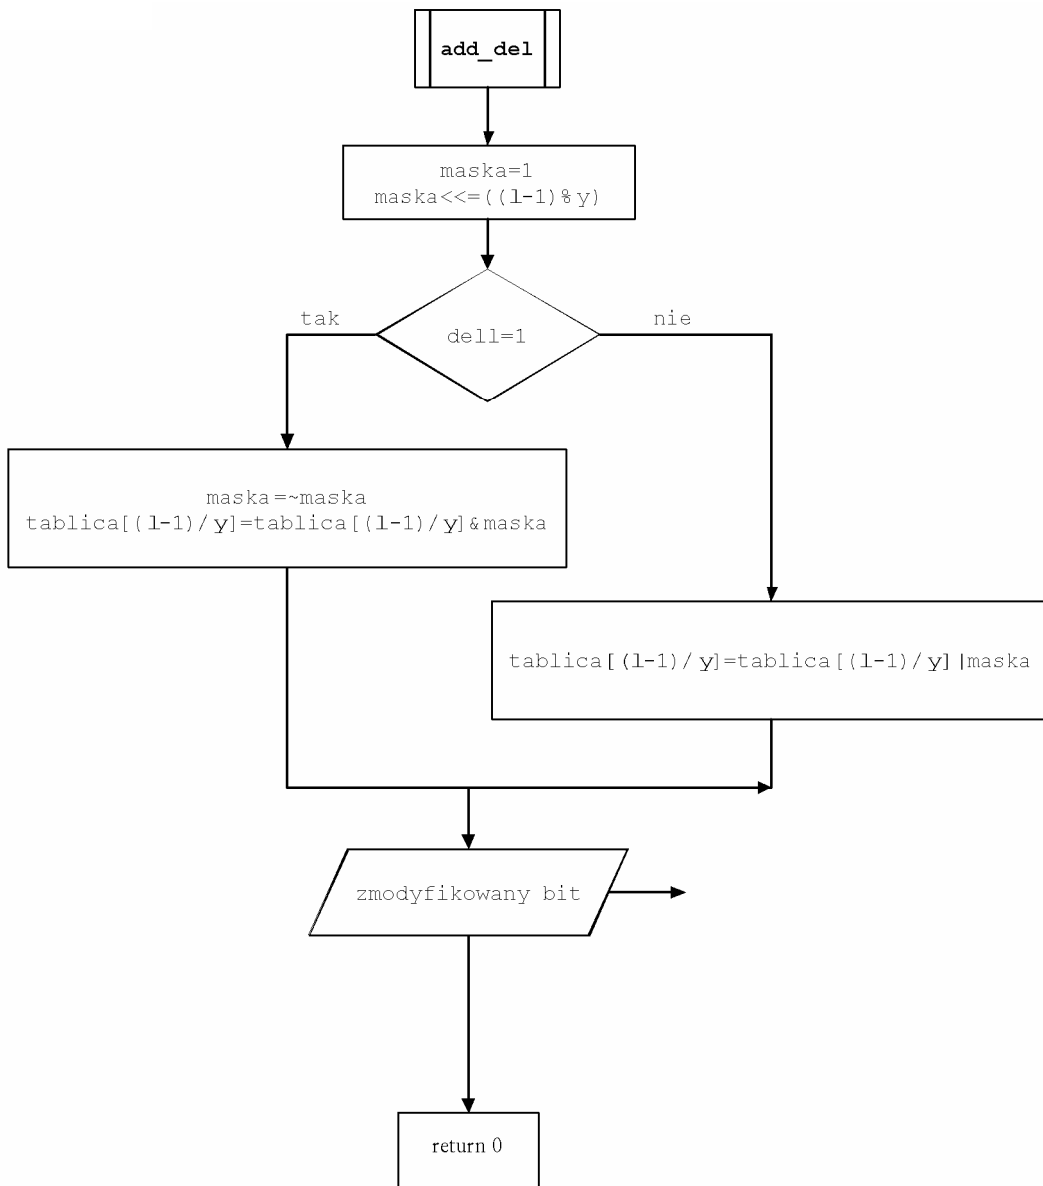 add_del
maska=1
maska<<=((l-1)%y)
tak
nie
dell=1
maska=~maska
tablica[(l-1)/y]=tablica[(l-1)/y]&maska
tablica[(l-1)/y]=tablica[(l-1)/y]|maska
zmodyfikowany bit
return 0